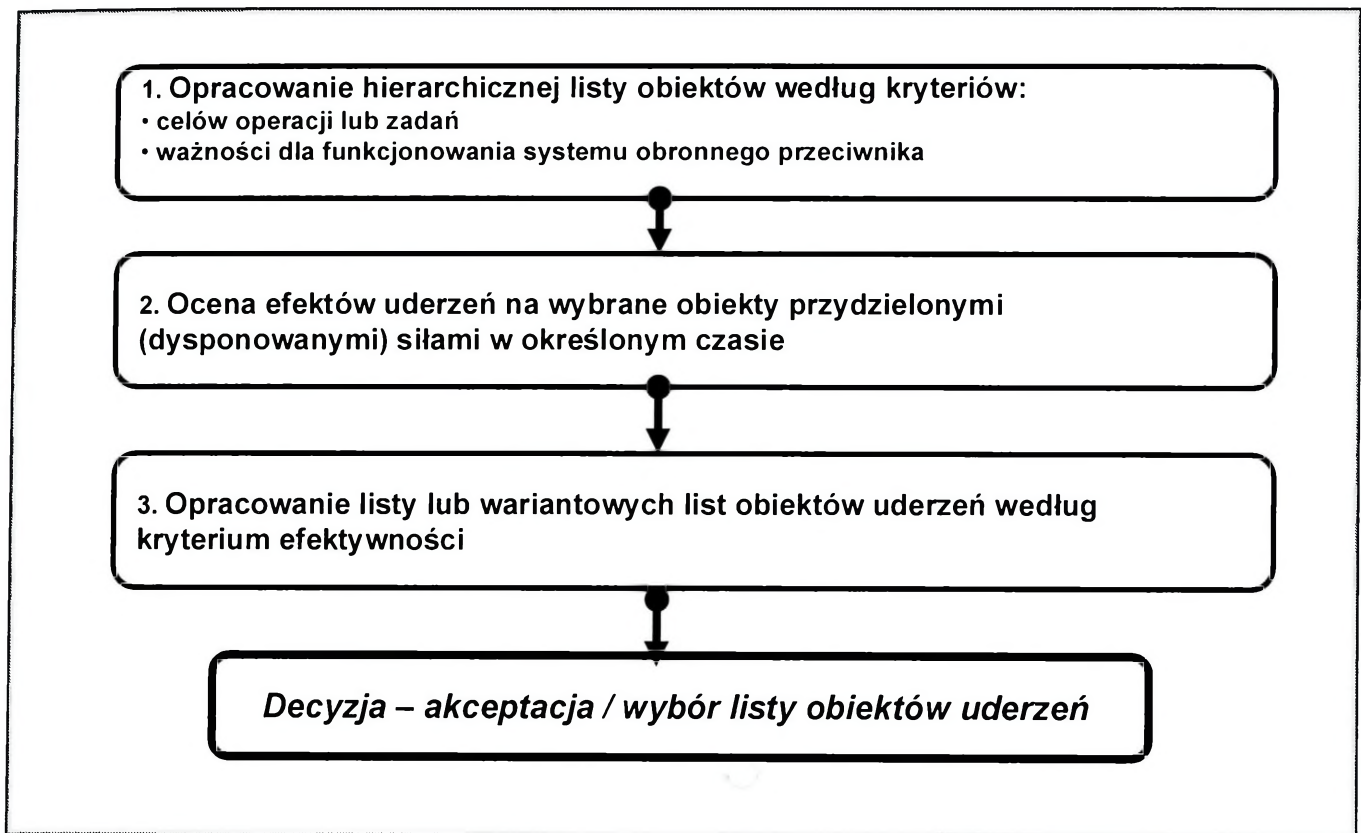 1. Opracowanie hierarchicznej listy obiektów według kryteriów:
• celów operacji lub zadań
• ważności dla funkcjonowania systemu obronnego przeciwnika
2. Ocena efektów uderzeń na wybrane obiekty przydzielonymi
(dysponowanymi) siłami w określonym czasie
3. Opracowanie listy lub wariantowych list obiektów uderzeń według
kryterium efektywności
Decyzja – akceptacja / wybór listy obiektów uderzeń